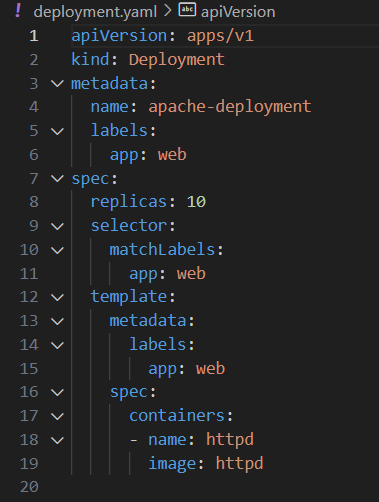 ! deployment.yaml > abc apiVersion
1 apiVersion: apps/v1
2 kind: Deployment
3 metadata:
4   name: apache-deployment
5   labels:
6     app: web
7 spec:
8   replicas: 10
9   selector:
10     matchLabels:
11       app: web
12   template:
13     metadata:
14       labels:
15         app: web
16     spec:
17       containers:
18       - name: httpd
19         image: httpd
20